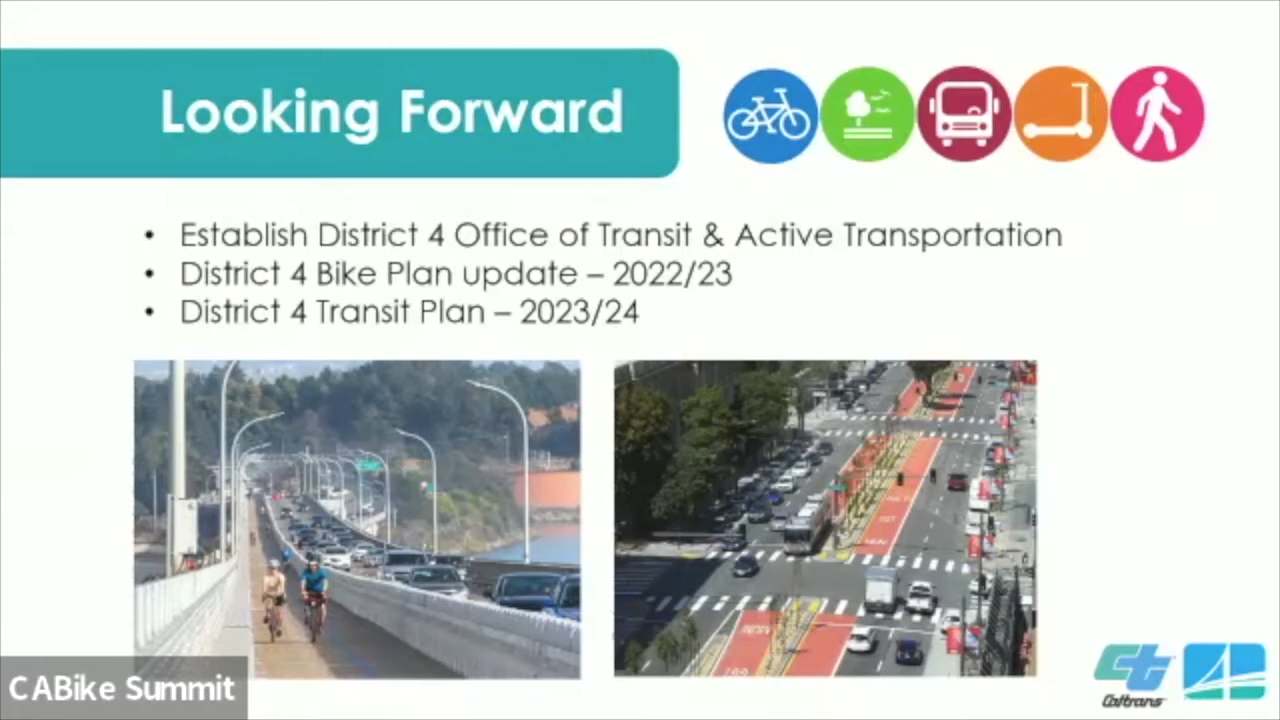 Looking Forward
• Establish District 4 Office of Transit & Active Transportation
• District 4 Bike Plan update – 2022/23
• District 4 Transit Plan – 2023/24
CABike Summit
Caltrans